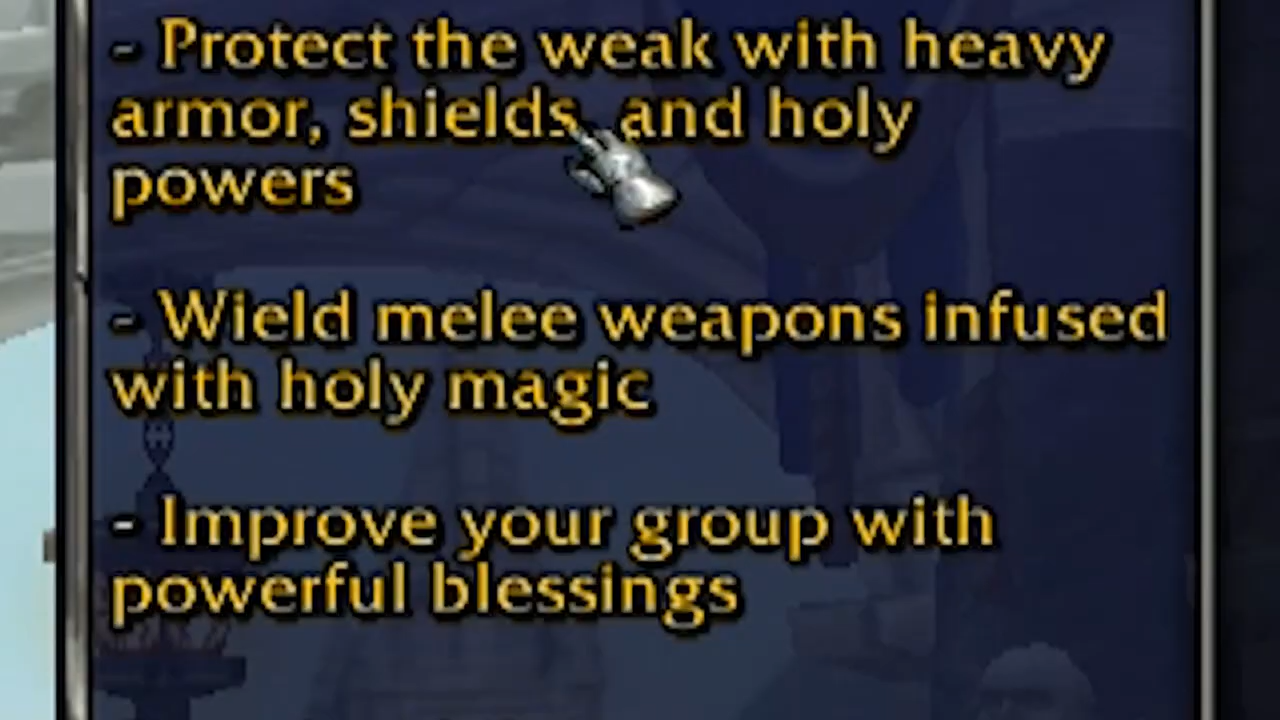 - Protect the weak with heavy
armor, shields, and holy
powers
- Wield melee weapons infused
with holy magic
- Improve your group with
powerful blessings